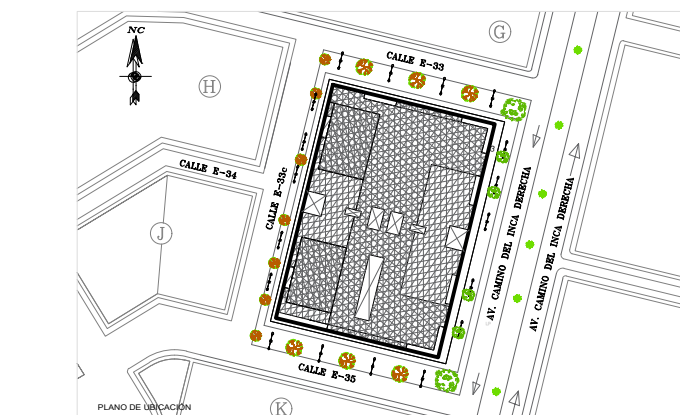 NC
G
CALLE E-33
H
CALLE E-34
CALLE E-33c
J
AV. CAMINO DEL INCA DERECHA
AV. CAMINO DEL INCA DERECHA
CALLE E-35
PLANO DE UBICACIÓN
K